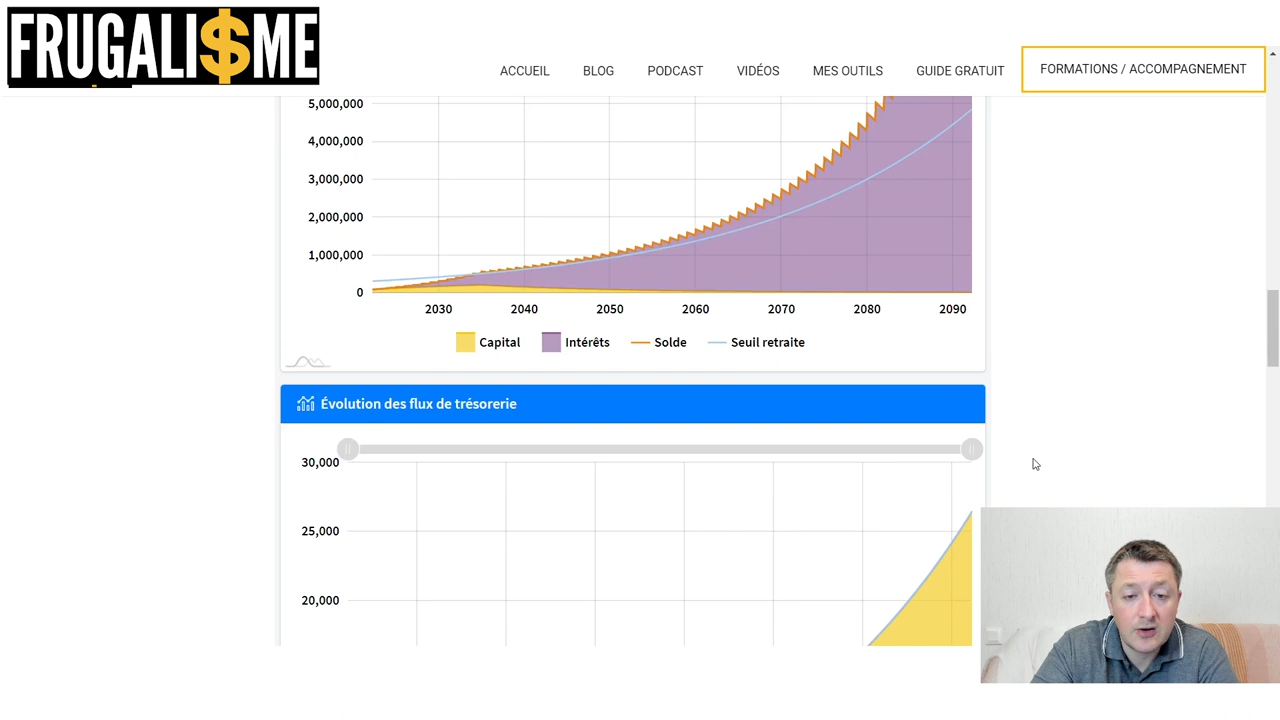 FRUGALI$ME
ACCUEIL BLOG PODCAST VIDÉOS MES OUTILS GUIDE GRATUIT FORMATIONS / ACCOMPAGNEMENT
5,000,000
4,000,000
3,000,000
2,000,000
1,000,000
0
2030 2040 2050 2060 2070 2080 2090
Capital Intérêts Solde Seuil retraite
Évolution des flux de trésorerie
30,000
25,000
20,000